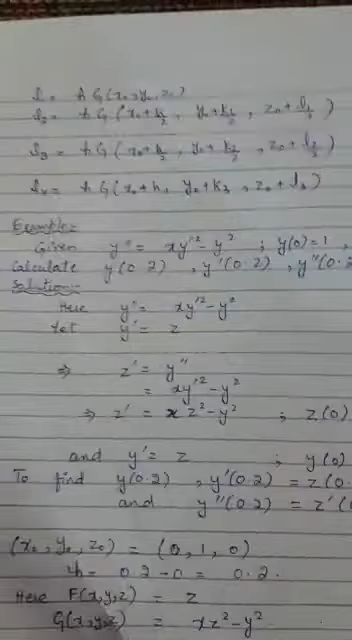 l₁ = h G(x₀, y₀, z₀)
l₂ = h G(x₀+h/2, y₀+k₁/2, z₀+l₁/2)
l₃ = h G(x₀+h/2, y₀+k₂/2, z₀+l₂/2)
l₄ = h G(x₀+h, y₀+k₃, z₀+l₃)
Example:
Given y'' = xy'²-y² ; y(0)=1,
Calculate y(0.2), y'(0.2), y''(0.2
Solution:-
Here y'' = xy'²-y²
Let y' = z
⇒ z' = y''
= xy'²-y²
⇒ z' = x z²-y² ; z(0)
and y' = z ; y(0)
To find y(0.2), y'(0.2) = z(0.
and y''(0.2) = z'(
(x₀, y₀, z₀) = (0, 1, 0)
h = 0.2-0 = 0.2.
Here F(x,y,z) = z
G(x,y,z) = xz²-y²